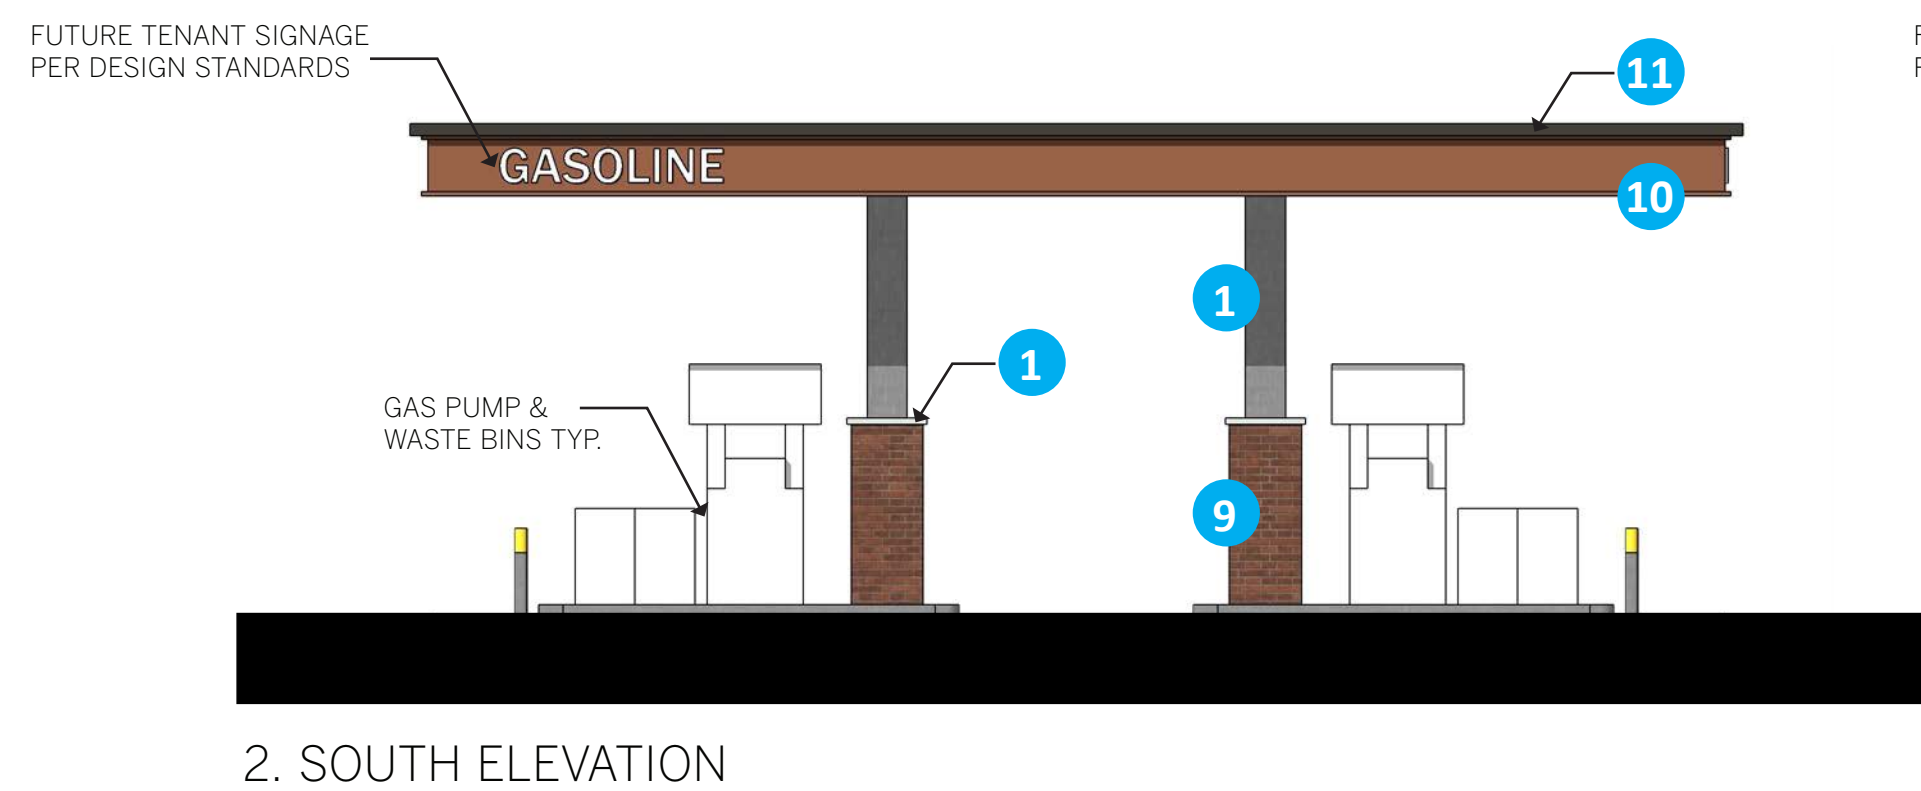 FUTURE TENANT SIGNAGE
PER DESIGN STANDARDS
11
GASOLINE
10
1
1
GAS PUMP &
WASTE BINS TYP.
9
2. SOUTH ELEVATION